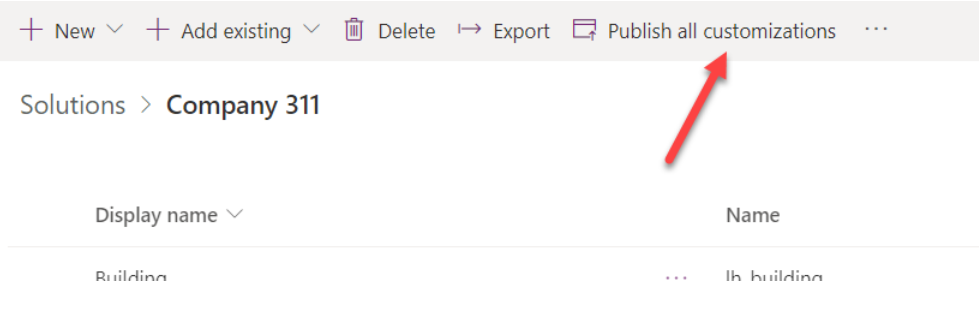 New Add existing Delete Export Publish all customizations ...
Solutions > Company 311
Display name Name
Building ... lh_building